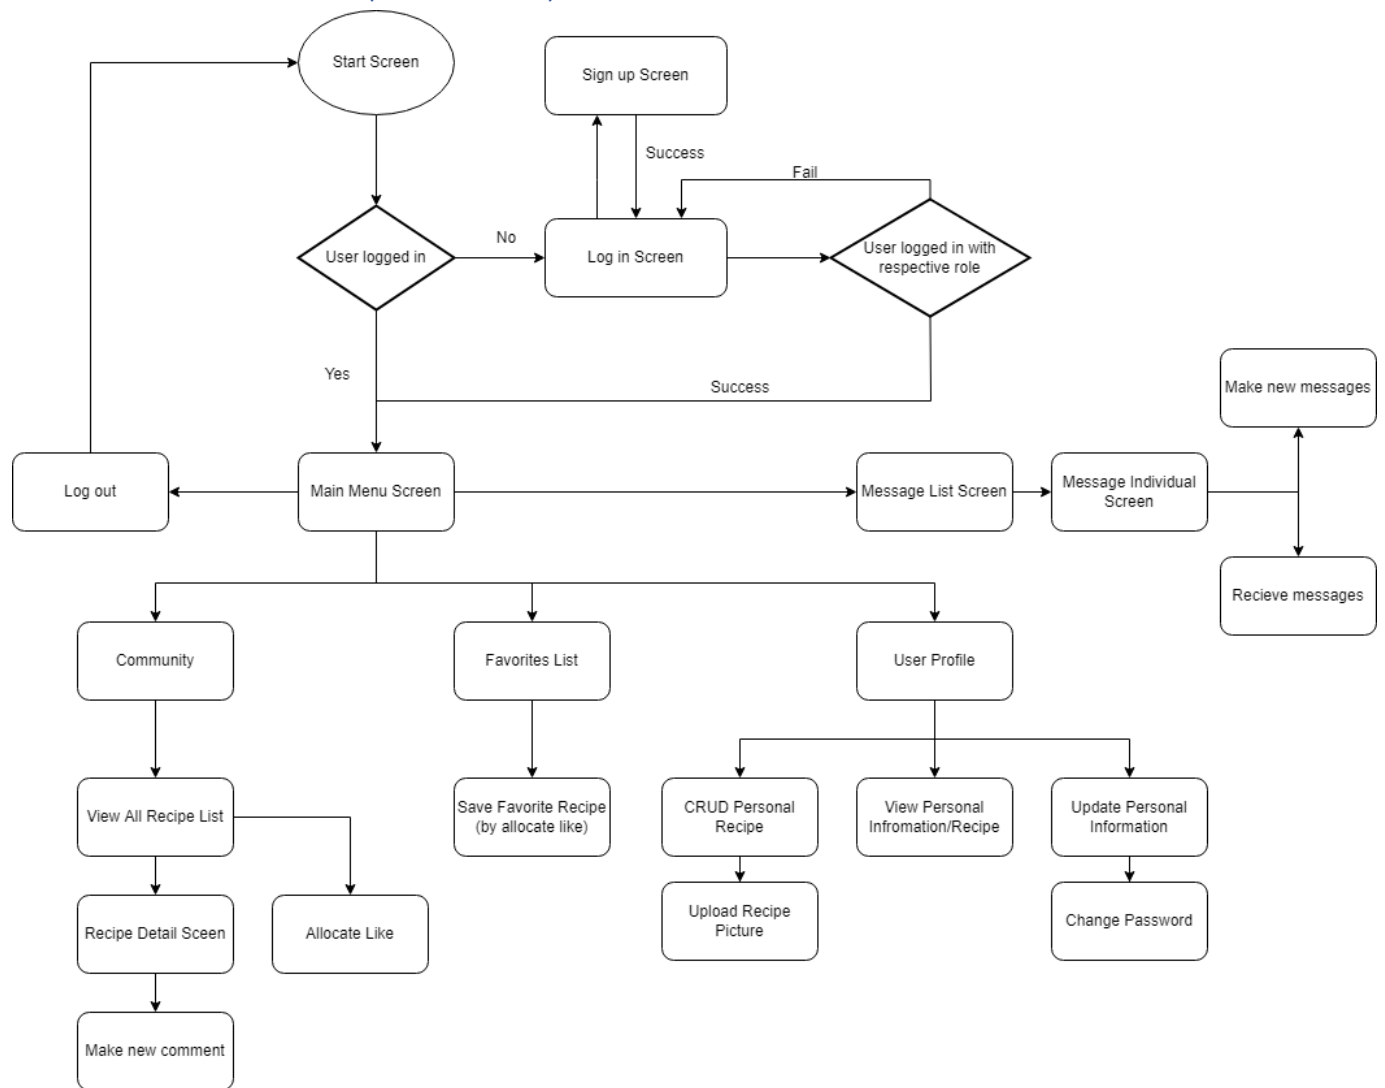 Start Screen
Sign up Screen
Success
Fail
User logged in
No
Log in Screen
User logged in with
respective role
Yes
Success
Make new messages
Log out
Main Menu Screen
Message List Screen
Message Individual
Screen
Recieve messages
Community
Favorites List
User Profile
View All Recipe List
Save Favorite Recipe
(by allocate like)
CRUD Personal
Recipe
View Personal
Infromation/Recipe
Update Personal
Information
Recipe Detail Sceen
Allocate Like
Upload Recipe
Picture
Change Password
Make new comment